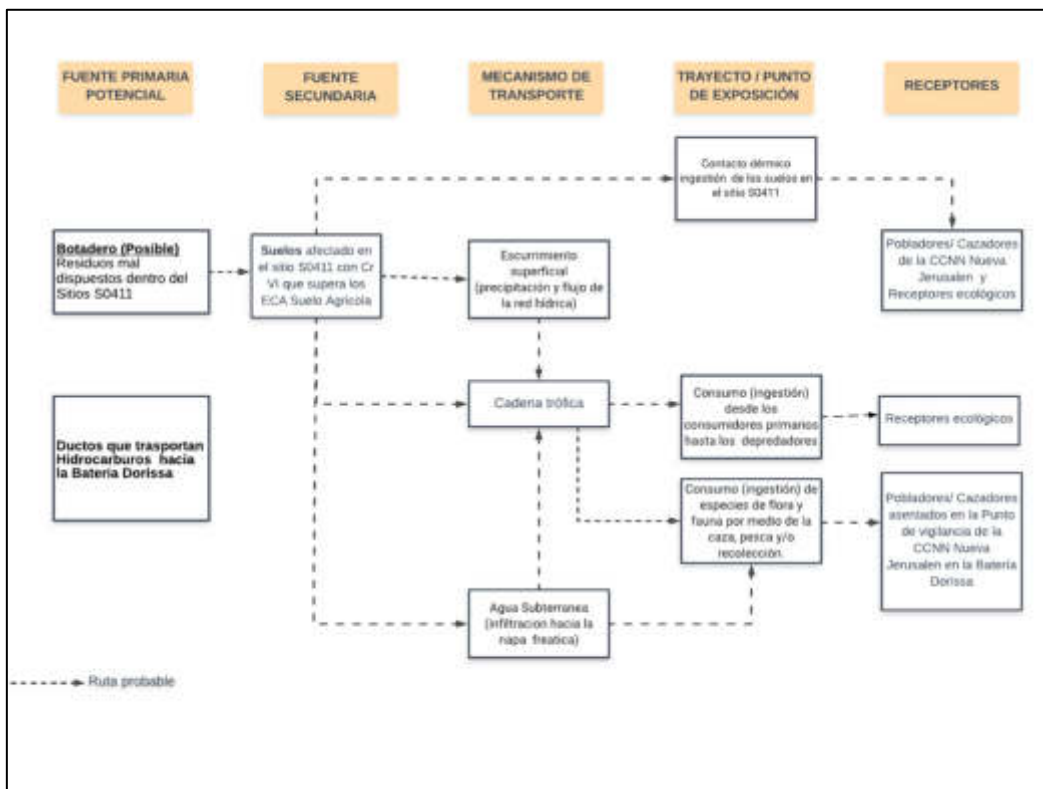 FUENTE PRIMARIA
POTENCIAL
FUENTE
SECUNDARIA
MECANISMO DE
TRANSPORTE
TRAYECTO / PUNTO
DE EXPOSICIÓN
RECEPTORES
Contacto dérmico
ingestión de los suelos en
el sitio S0411
Botadero (Posible)
Residuos mal
dispuestos dentro del
Sitios S0411
Suelos afectado en
el sitio S0411 con Cr
VI que supera los
ECA Suelo Agrícola
Escurrimiento
superficial
(precipitación y flujo de
la red hídrica)
Pobladores/ Cazadores
de la CCNN Nueva
Jerusalen y
Receptores ecológicos
Cadena trófica
Consumo (ingestión)
desde los
consumidores primarios
hasta los depredadores
Receptores ecológicos
Ductos que trasportan
Hidrocarburos hacia
la Batería Dorissa
Consumo (ingestión) de
especies de flora y
fauna por medio de la
caza, pesca y/o
recolección.
Pobladores/ Cazadores
asentados en la Punto
de vigilancia de la
CCNN Nueva
Jerusalen en la Batería
Dorissa
Agua Subterranea
(infiltracion hacia la
napa freatica)
Ruta probable